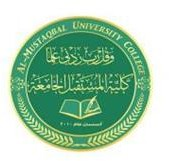 AL-MUSTAQBAL UNIVERSITY COLLEGE
وقل رب زدني علما
كلية المستقبل الجامعة